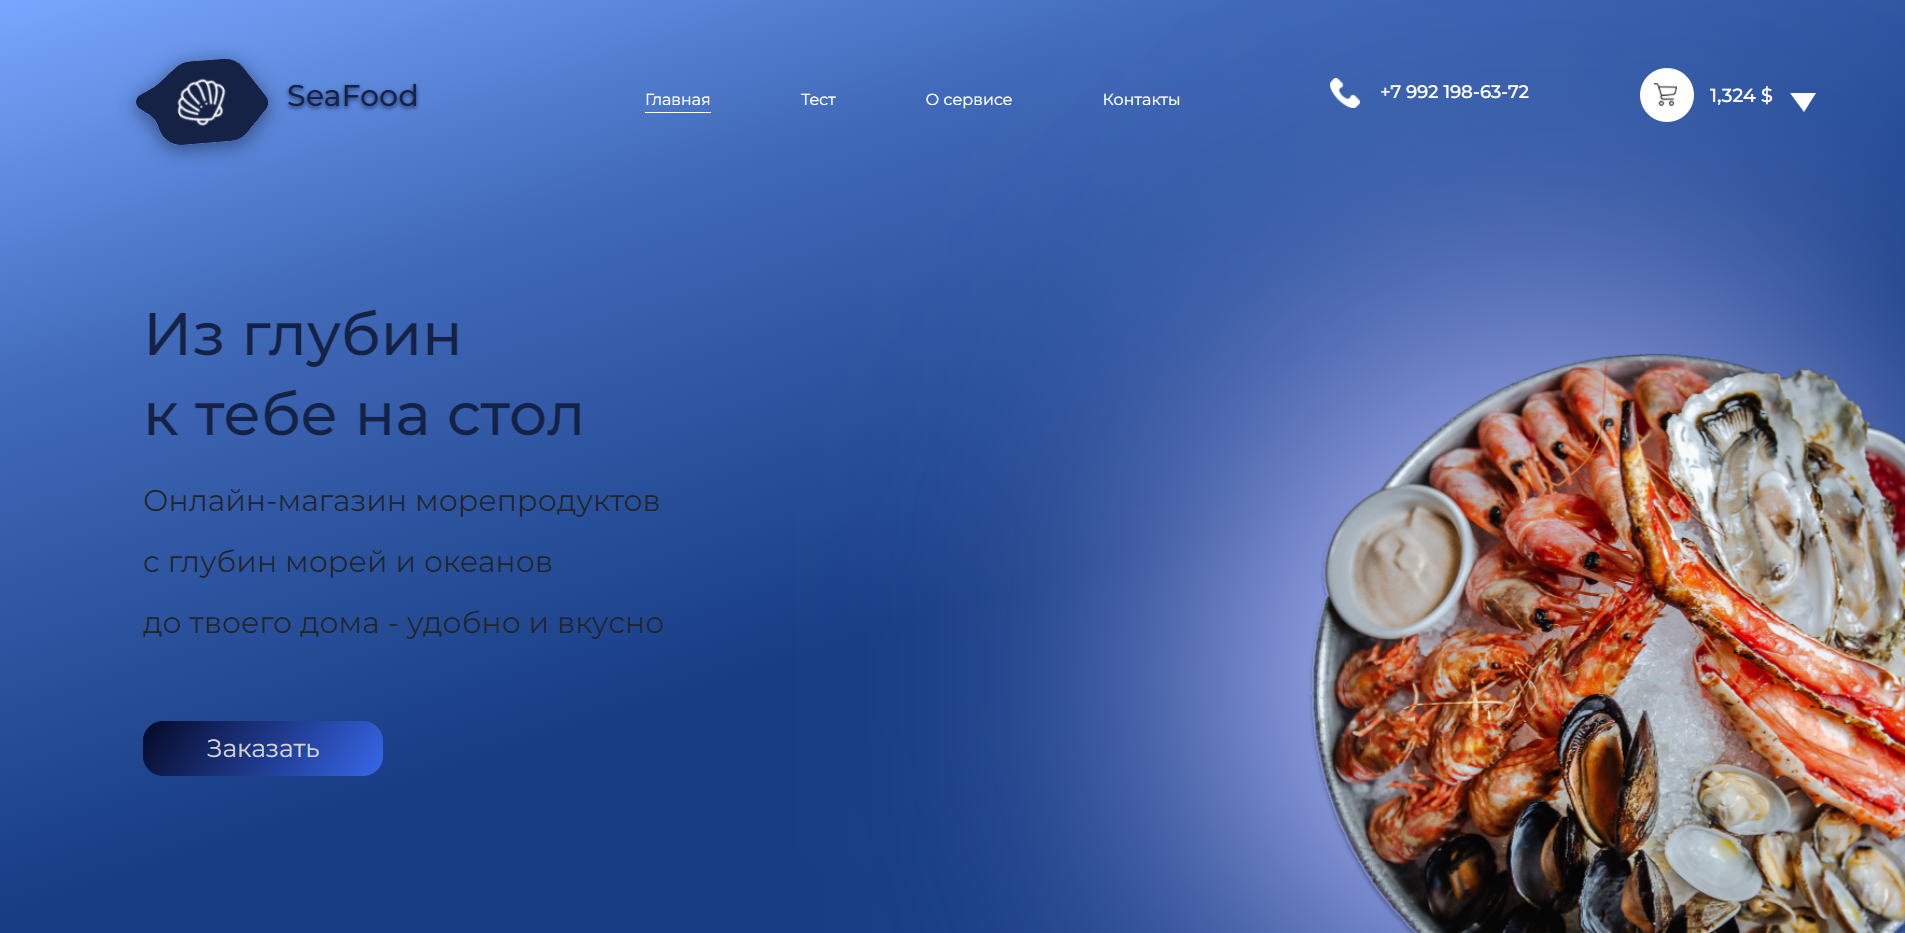 SeaFood
Главная
Тест
О сервисе
Контакты
+7 992 198-63-72
1,324 $
Из глубин
к тебе на стол
Онлайн-магазин морепродуктов
с глубин морей и океанов
до твоего дома - удобно и вкусно
Заказать